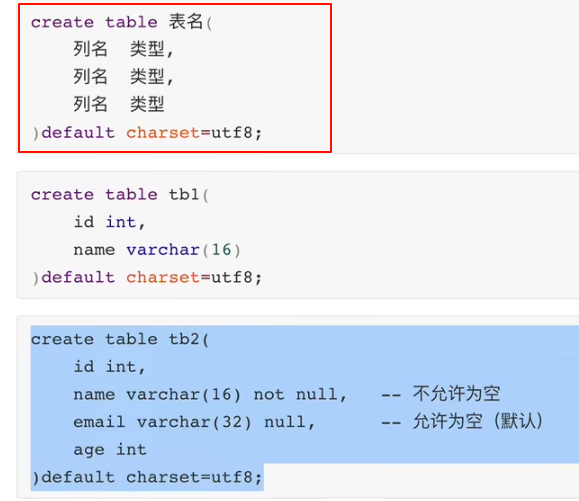 create table 表名(
    列名  类型,
    列名  类型,
    列名  类型
)default charset=utf8;
create table tb1(
    id int,
    name varchar(16)
)default charset=utf8;
create table tb2(
    id int,
    name varchar(16) not null,   -- 不允许为空
    email varchar(32) null,      -- 允许为空（默认）
    age int
)default charset=utf8;